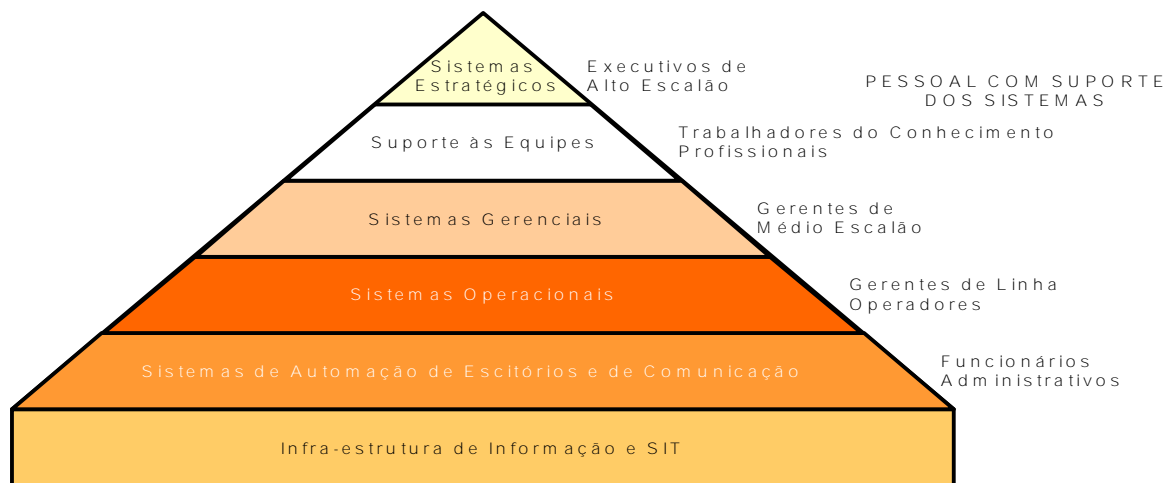 Sistemas
Estratégicos
Executivos de
Alto Escalão
PESSOAL COM SUPORTE
DOS SISTEMAS
Suporte às Equipes
Trabalhadores do Conhecimento
Profissionais
Sistemas Gerenciais
Gerentes de
Médio Escalão
Sistemas Operacionais
Gerentes de Linha
Operadores
Sistemas de Automação de Escitórios e de Comunicação
Funcionários
Administrativos
Infra-estrutura de Informação e SIT